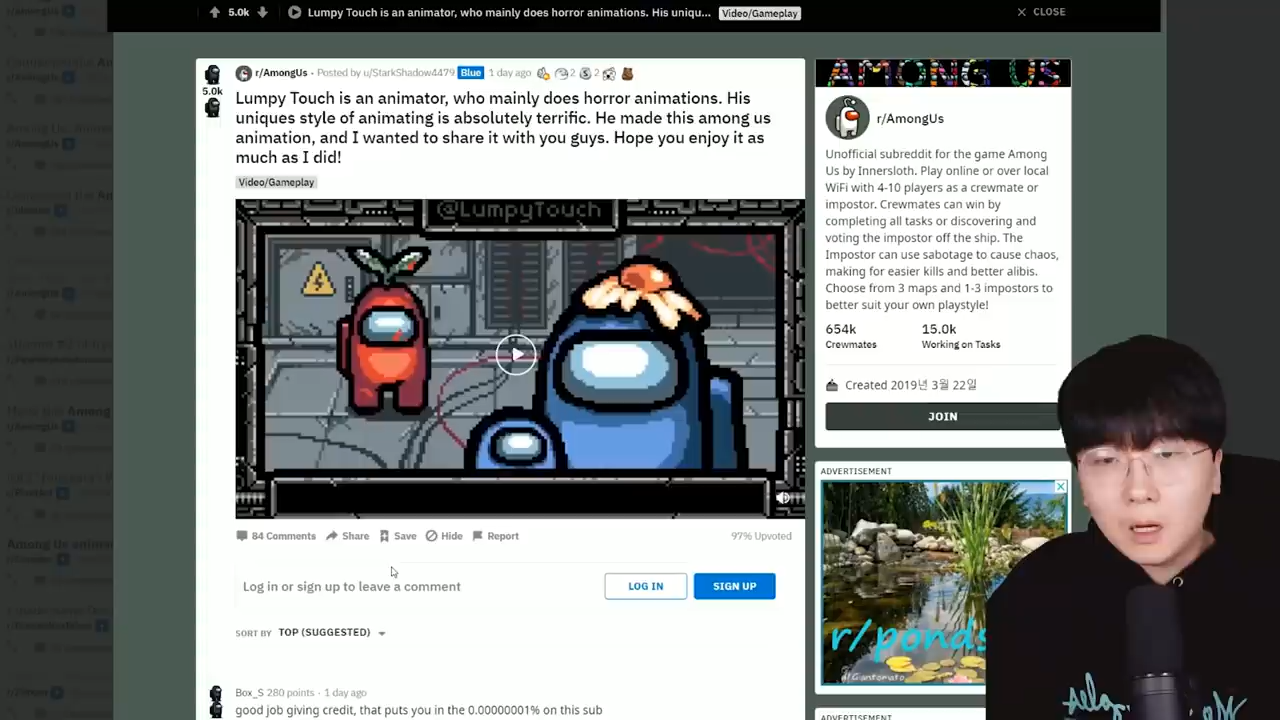 5.0k
Lumpy Touch is an animator, who mainly does horror animations. His uniqu...
Video/Gameplay
CLOSE
r/AmongUs · Posted by u/StarkShadow4479 Blue 1 day ago 2 2
5.0k
Lumpy Touch is an animator, who mainly does horror animations. His
uniques style of animating is absolutely terrific. He made this among us
animation, and I wanted to share it with you guys. Hope you enjoy it as
much as I did!
Video/Gameplay
@LumpyTouch
84 Comments
Share
Save
Hide
Report
97% Upvoted
Log in or sign up to leave a comment
LOG IN
SIGN UP
SORT BY TOP (SUGGESTED)
Box_S 280 points · 1 day ago
good job giving credit, that puts you in the 0.00000001% on this sub
AMONG US
r/AmongUs
Unofficial subreddit for the game Among
Us by Innersloth. Play online or over local
WiFi with 4-10 players as a crewmate or
impostor. Crewmates can win by
completing all tasks or discovering and
voting the impostor off the ship. The
Impostor can use sabotage to cause chaos,
making for easier kills and better alibis.
Choose from 3 maps and 1-3 impostors to
better suit your own playstyle!
654k 15.0k
Crewmates Working on Tasks
Created 2019년 3월 22일
JOIN
ADVERTISEMENT
r/ponds
u/Giantomato
ADVERTISEMENT